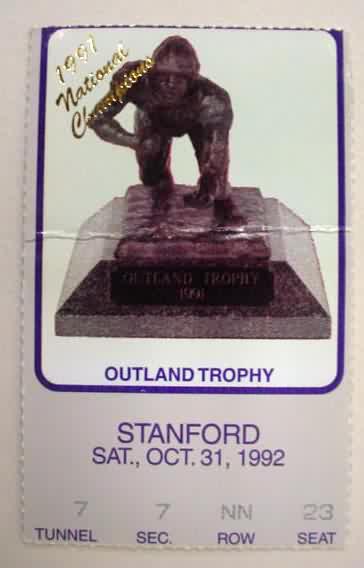 1991
National
Champions
OUTLAND TROPHY
1991
OUTLAND TROPHY
STANFORD
SAT., OCT. 31, 1992
7 7 NN 23
TUNNEL SEC. ROW SEAT